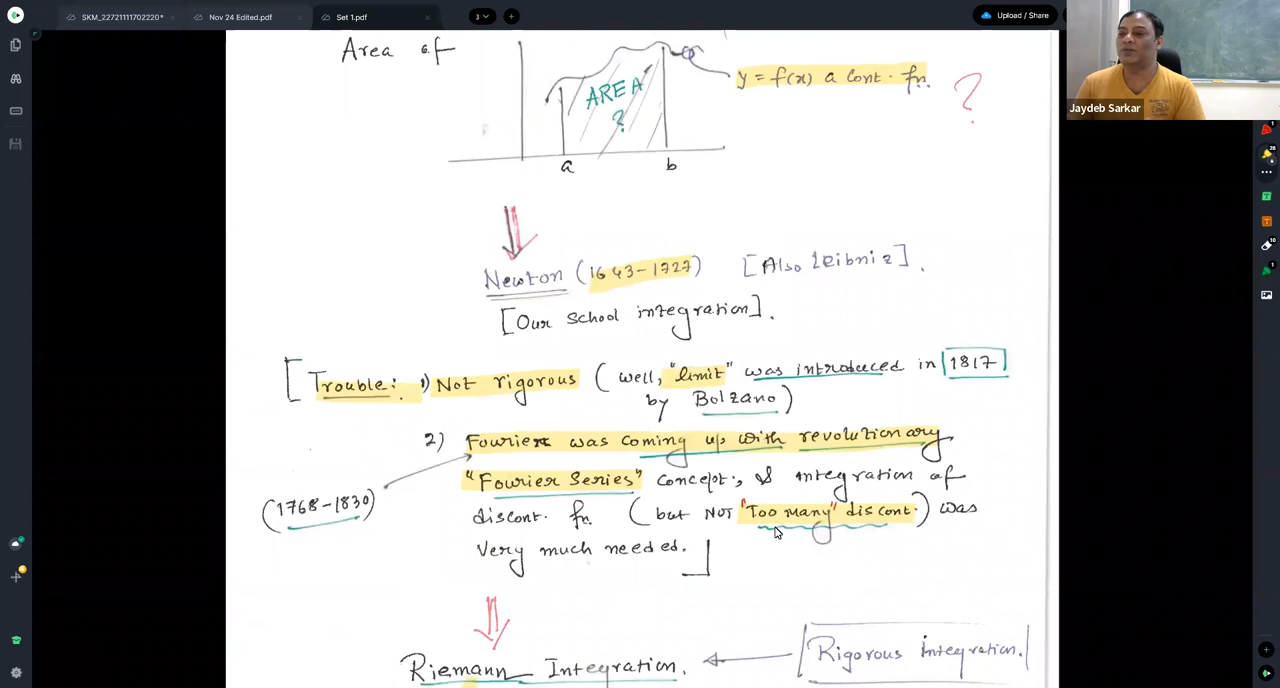 SKM_22721111702220*
Nov 24 Edited.pdf
Set 1.pdf
3
Upload / Share
Jaydeb Sarkar
Area of
AREA
?
y = f(x) a cont. fn.
?
a b
Newton (1643-1727) [Also Leibniz].
[Our school integration].
[Trouble: 1) Not rigorous (well, "limit" was introduced in 1817
by Bolzano)
2) Fourier was coming up with revolutionary
"Fourier Series" concept, & integration of
(1768-1830)
discont. fn. (but NOT "Too many" discont.) was
very much needed.]
Riemann Integration.
Rigorous integration.